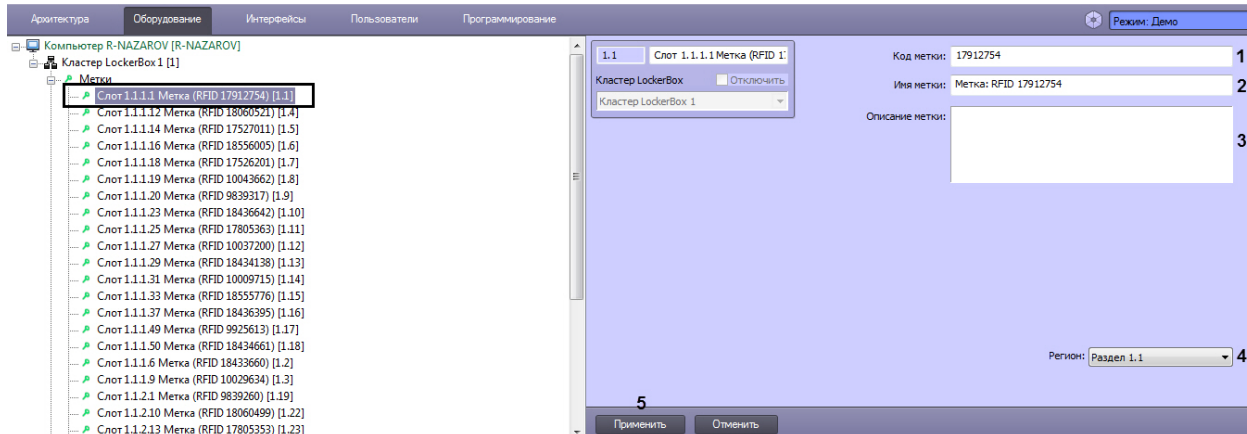 Архитектура Оборудование Интерфейсы Пользователи Программирование Режим: Демо
Компьютер R-NAZAROV [R-NAZAROV]
Кластер LockerBox 1 [1]
Метки
Слот 1.1.1.1 Метка (RFID 17912754) [1.1]
Слот 1.1.1.12 Метка (RFID 18060521) [1.4]
Слот 1.1.1.14 Метка (RFID 17527011) [1.5]
Слот 1.1.1.16 Метка (RFID 18556005) [1.6]
Слот 1.1.1.18 Метка (RFID 17526201) [1.7]
Слот 1.1.1.19 Метка (RFID 10043662) [1.8]
Слот 1.1.1.20 Метка (RFID 9839317) [1.9]
Слот 1.1.1.23 Метка (RFID 18436642) [1.10]
Слот 1.1.1.25 Метка (RFID 17805363) [1.11]
Слот 1.1.1.27 Метка (RFID 10037200) [1.12]
Слот 1.1.1.29 Метка (RFID 18434138) [1.13]
Слот 1.1.1.31 Метка (RFID 10009715) [1.14]
Слот 1.1.1.33 Метка (RFID 18555776) [1.15]
Слот 1.1.1.37 Метка (RFID 18436395) [1.16]
Слот 1.1.1.49 Метка (RFID 9925613) [1.17]
Слот 1.1.1.50 Метка (RFID 18434661) [1.18]
Слот 1.1.1.6 Метка (RFID 18433660) [1.2]
Слот 1.1.1.9 Метка (RFID 10029634) [1.3]
Слот 1.1.2.1 Метка (RFID 9839260) [1.19]
Слот 1.1.2.10 Метка (RFID 18060499) [1.22]
Слот 1.1.2.13 Метка (RFID 17805353) [1.23]
1.1 Слот 1.1.1.1 Метка (RFID 1
Кластер LockerBox Отключить
Кластер LockerBox 1
Код метки: 17912754 1
Имя метки: Метка: RFID 17912754 2
Описание метки:
3
Регион: Раздел 1.1 4
5
Применить Отменить